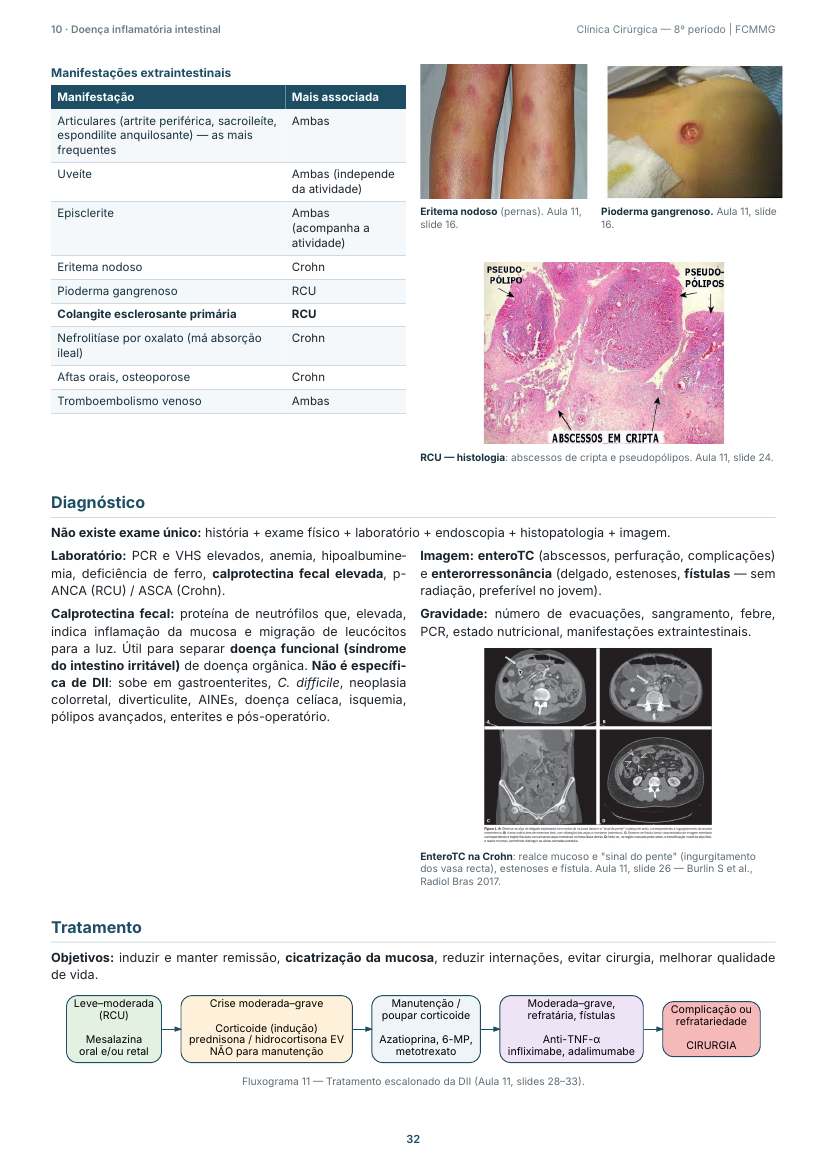 10 · Doença inflamatória intestinal
Clínica Cirúrgica — 8º período | FCMMG
Manifestações extraintestinais
Manifestação Mais associada
Articulares (artrite periférica, sacroileíte, Ambas
espondilite anquilosante) — as mais
frequentes
Uveíte Ambas (independe
da atividade)
Episclerite Ambas
(acompanha a
atividade)
Eritema nodoso Crohn
Pioderma gangrenoso RCU
Colangite esclerosante primária RCU
Nefrolitíase por oxalato (má absorção Crohn
ileal)
Aftas orais, osteoporose Crohn
Tromboembolismo venoso Ambas
Eritema nodoso (pernas). Aula 11,
slide 16.
Pioderma gangrenoso. Aula 11, slide
16.
PSEUDO-
PÓLIPO
PSEUDO-
PÓLIPOS
ABSCESSOS EM CRIPTA
RCU — histologia: abscessos de cripta e pseudopólipos. Aula 11, slide 24.
Diagnóstico
Não existe exame único: história + exame físico + laboratório + endoscopia + histopatologia + imagem.
Laboratório: PCR e VHS elevados, anemia, hipoalbumine-
mia, deficiência de ferro, calprotectina fecal elevada, p-
ANCA (RCU) / ASCA (Crohn).
Calprotectina fecal: proteína de neutrófilos que, elevada,
indica inflamação da mucosa e migração de leucócitos
para a luz. Útil para separar doença funcional (síndrome
do intestino irritável) de doença orgânica. Não é específi-
ca de DII: sobe em gastroenterites, C. difficile, neoplasia
colorretal, diverticulite, AINEs, doença celíaca, isquemia,
pólipos avançados, enterites e pós-operatório.
Imagem: enteroTC (abscessos, perfuração, complicações)
e enterorressonância (delgado, estenoses, fístulas — sem
radiação, preferível no jovem).
Gravidade: número de evacuações, sangramento, febre,
PCR, estado nutricional, manifestações extraintestinais.
A
B
C
D
EnteroTC na Crohn: realce mucoso e "sinal do pente" (ingurgitamento
dos vasa recta), estenoses e fístula. Aula 11, slide 26 — Burlin S et al.,
Radiol Bras 2017.
Tratamento
Objetivos: induzir e manter remissão, cicatrização da mucosa, reduzir internações, evitar cirurgia, melhorar qualidade
de vida.
Leve–moderada
(RCU)
Mesalazina
oral e/ou retal
Crise moderada–grave
Corticoide (indução)
prednisona / hidrocortisona EV
NÃO para manutenção
Manutenção /
poupar corticoide
Azatioprina, 6-MP,
metotrexato
Moderada–grave,
refratária, fístulas
Anti-TNF-α
infliximabe, adalimumabe
Complicação ou
refratariedade
CIRURGIA
Fluxograma 11 — Tratamento escalonado da DII (Aula 11, slides 28–33).
32